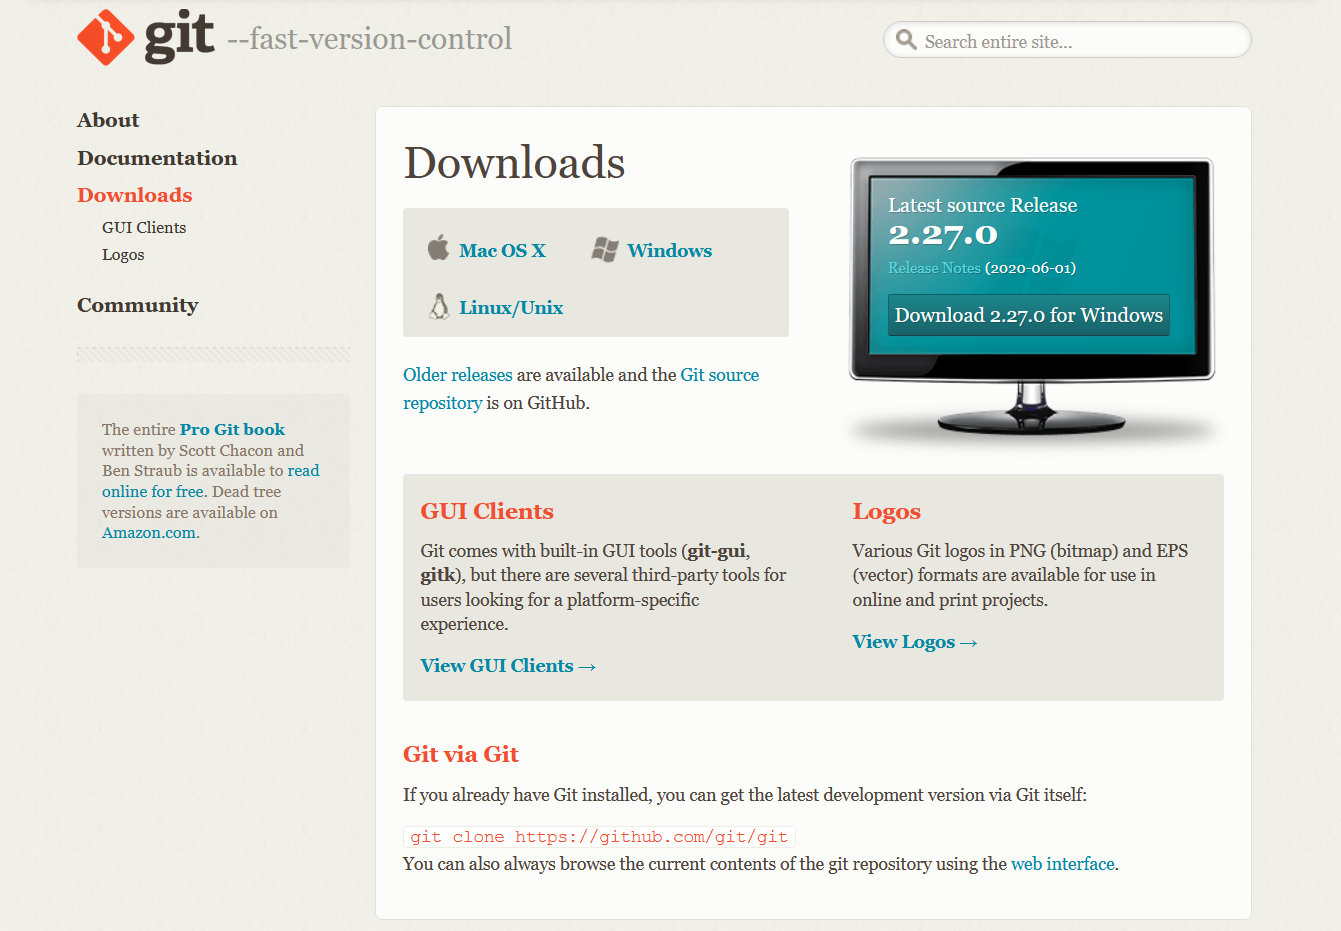 git --fast-version-control
Search entire site...
About
Documentation
Downloads
GUI Clients
Logos
Community
The entire Pro Git book
written by Scott Chacon and
Ben Straub is available to read
online for free. Dead tree
versions are available on
Amazon.com.
Downloads
Mac OS X
Windows
Linux/Unix
Older releases are available and the Git source
repository is on GitHub.
Latest source Release
2.27.0
Release Notes (2020-06-01)
Download 2.27.0 for Windows
GUI Clients
Git comes with built-in GUI tools (git-gui,
gitk), but there are several third-party tools for
users looking for a platform-specific
experience.
View GUI Clients →
Logos
Various Git logos in PNG (bitmap) and EPS
(vector) formats are available for use in
online and print projects.
View Logos →
Git via Git
If you already have Git installed, you can get the latest development version via Git itself:
git clone https://github.com/git/git
You can also always browse the current contents of the git repository using the web interface.